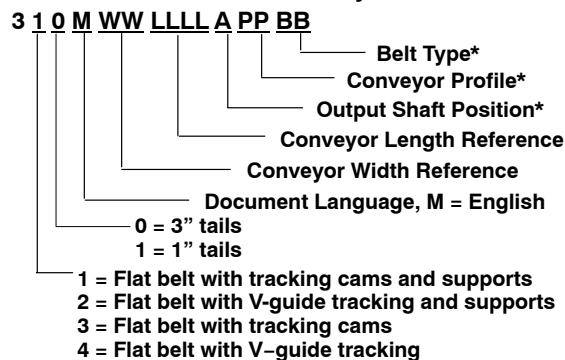 3 1 0 M WW LLLL A PP BB
Belt Type*
Conveyor Profile*
Output Shaft Position*
Conveyor Length Reference
Conveyor Width Reference
Document Language, M = English
0 = 3” tails
1 = 1” tails
1 = Flat belt with tracking cams and supports
2 = Flat belt with V-guide tracking and supports
3 = Flat belt with tracking cams
4 = Flat belt with V−guide tracking